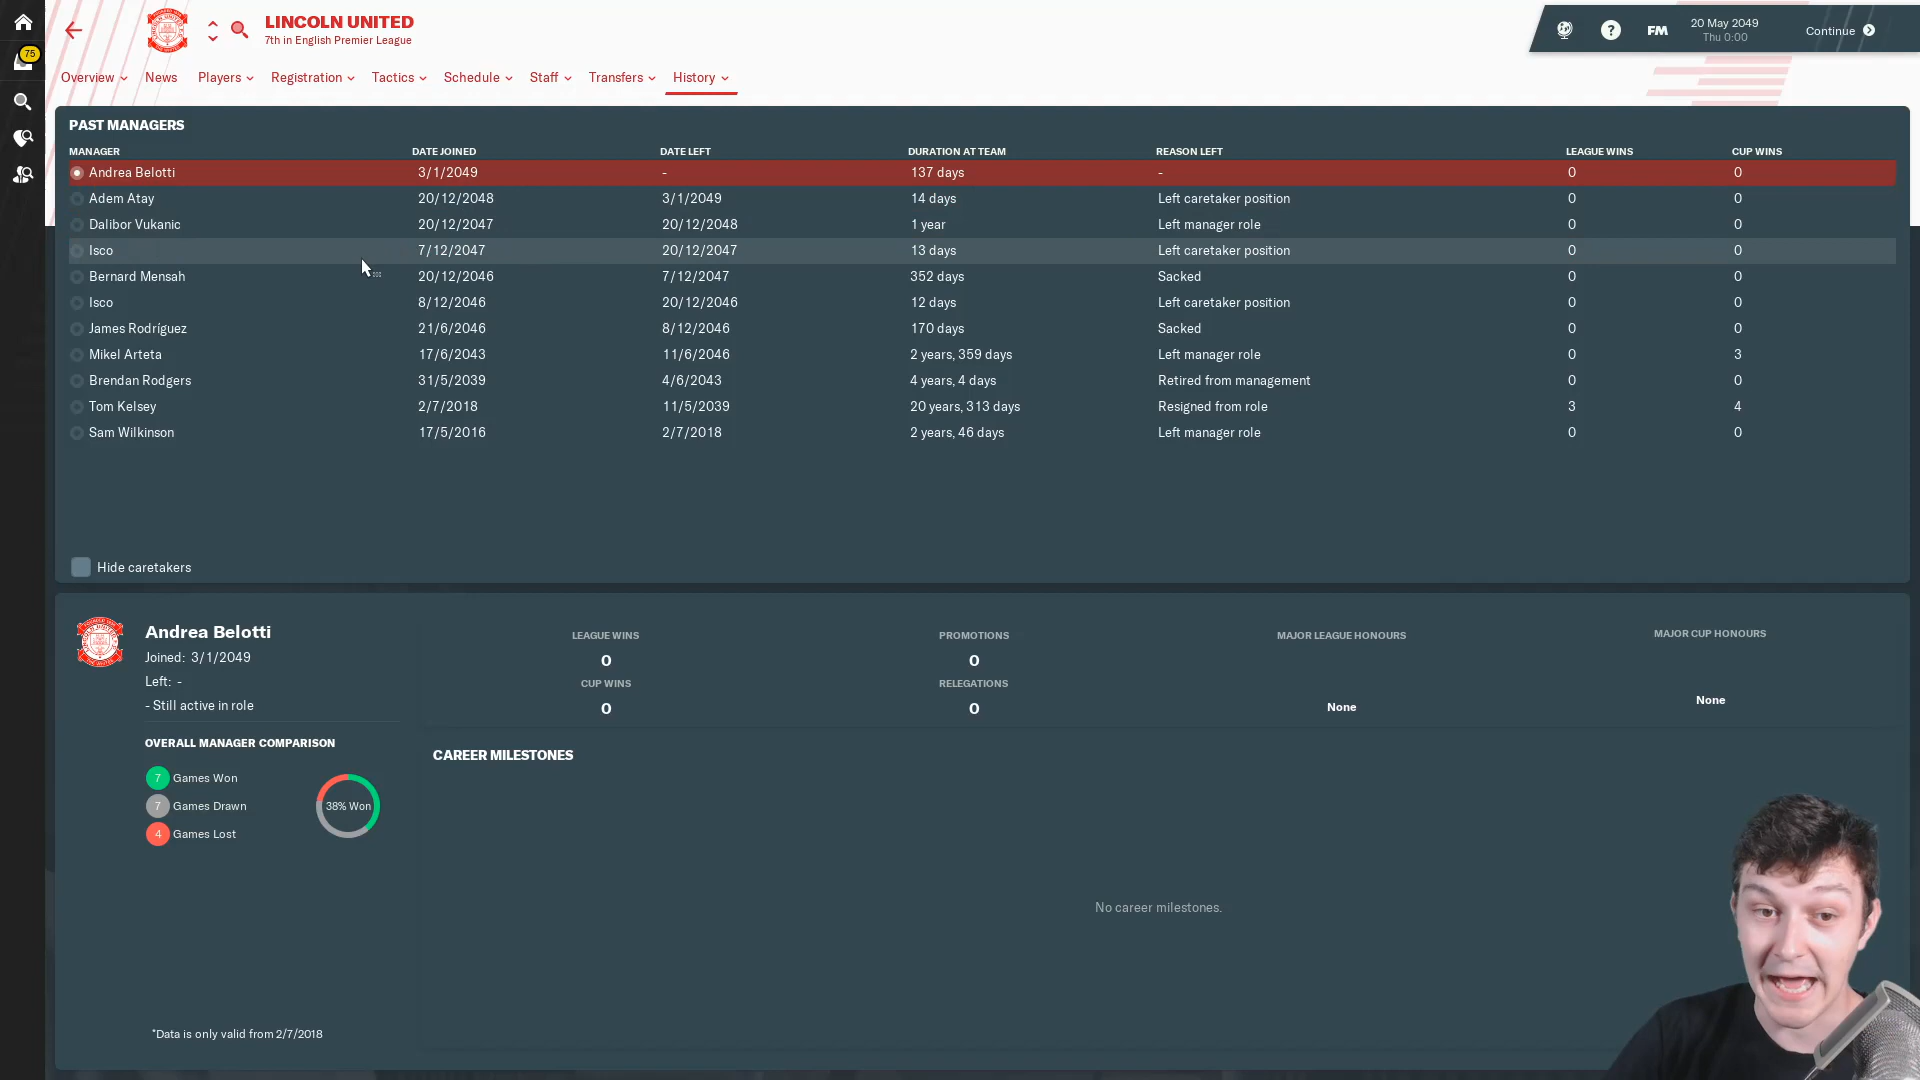 LINCOLN UNITED
7th in English Premier League
20 May 2049
Thu 0:00
FM
?
Continue
75
Overview News Players Registration Tactics Schedule Staff Transfers History
PAST MANAGERS
MANAGER DATE JOINED DATE LEFT DURATION AT TEAM REASON LEFT LEAGUE WINS CUP WINS
Andrea Belotti 3/1/2049 - 137 days - 0 0
Adem Atay 20/12/2048 3/1/2049 14 days Left caretaker position 0 0
Dalibor Vukanic 20/12/2047 20/12/2048 1 year Left manager role 0 0
Isco 7/12/2047 20/12/2047 13 days Left caretaker position 0 0
Bernard Mensah 20/12/2046 7/12/2047 352 days Sacked 0 0
Isco 8/12/2046 20/12/2046 12 days Left caretaker position 0 0
James Rodríguez 21/6/2046 8/12/2046 170 days Sacked 0 0
Mikel Arteta 17/6/2043 11/6/2046 2 years, 359 days Left manager role 0 3
Brendan Rodgers 31/5/2039 4/6/2043 4 years, 4 days Retired from management 0 0
Tom Kelsey 2/7/2018 11/5/2039 20 years, 313 days Resigned from role 3 4
Sam Wilkinson 17/5/2016 2/7/2018 2 years, 46 days Left manager role 0 0
Hide caretakers
Andrea Belotti
Joined: 3/1/2049
Left: -
- Still active in role
LEAGUE WINS PROMOTIONS MAJOR LEAGUE HONOURS MAJOR CUP HONOURS
0 0
CUP WINS RELEGATIONS
0 0 None None
OVERALL MANAGER COMPARISON
7 Games Won
7 Games Drawn
4 Games Lost
38% Won
CAREER MILESTONES
No career milestones.
*Data is only valid from 2/7/2018